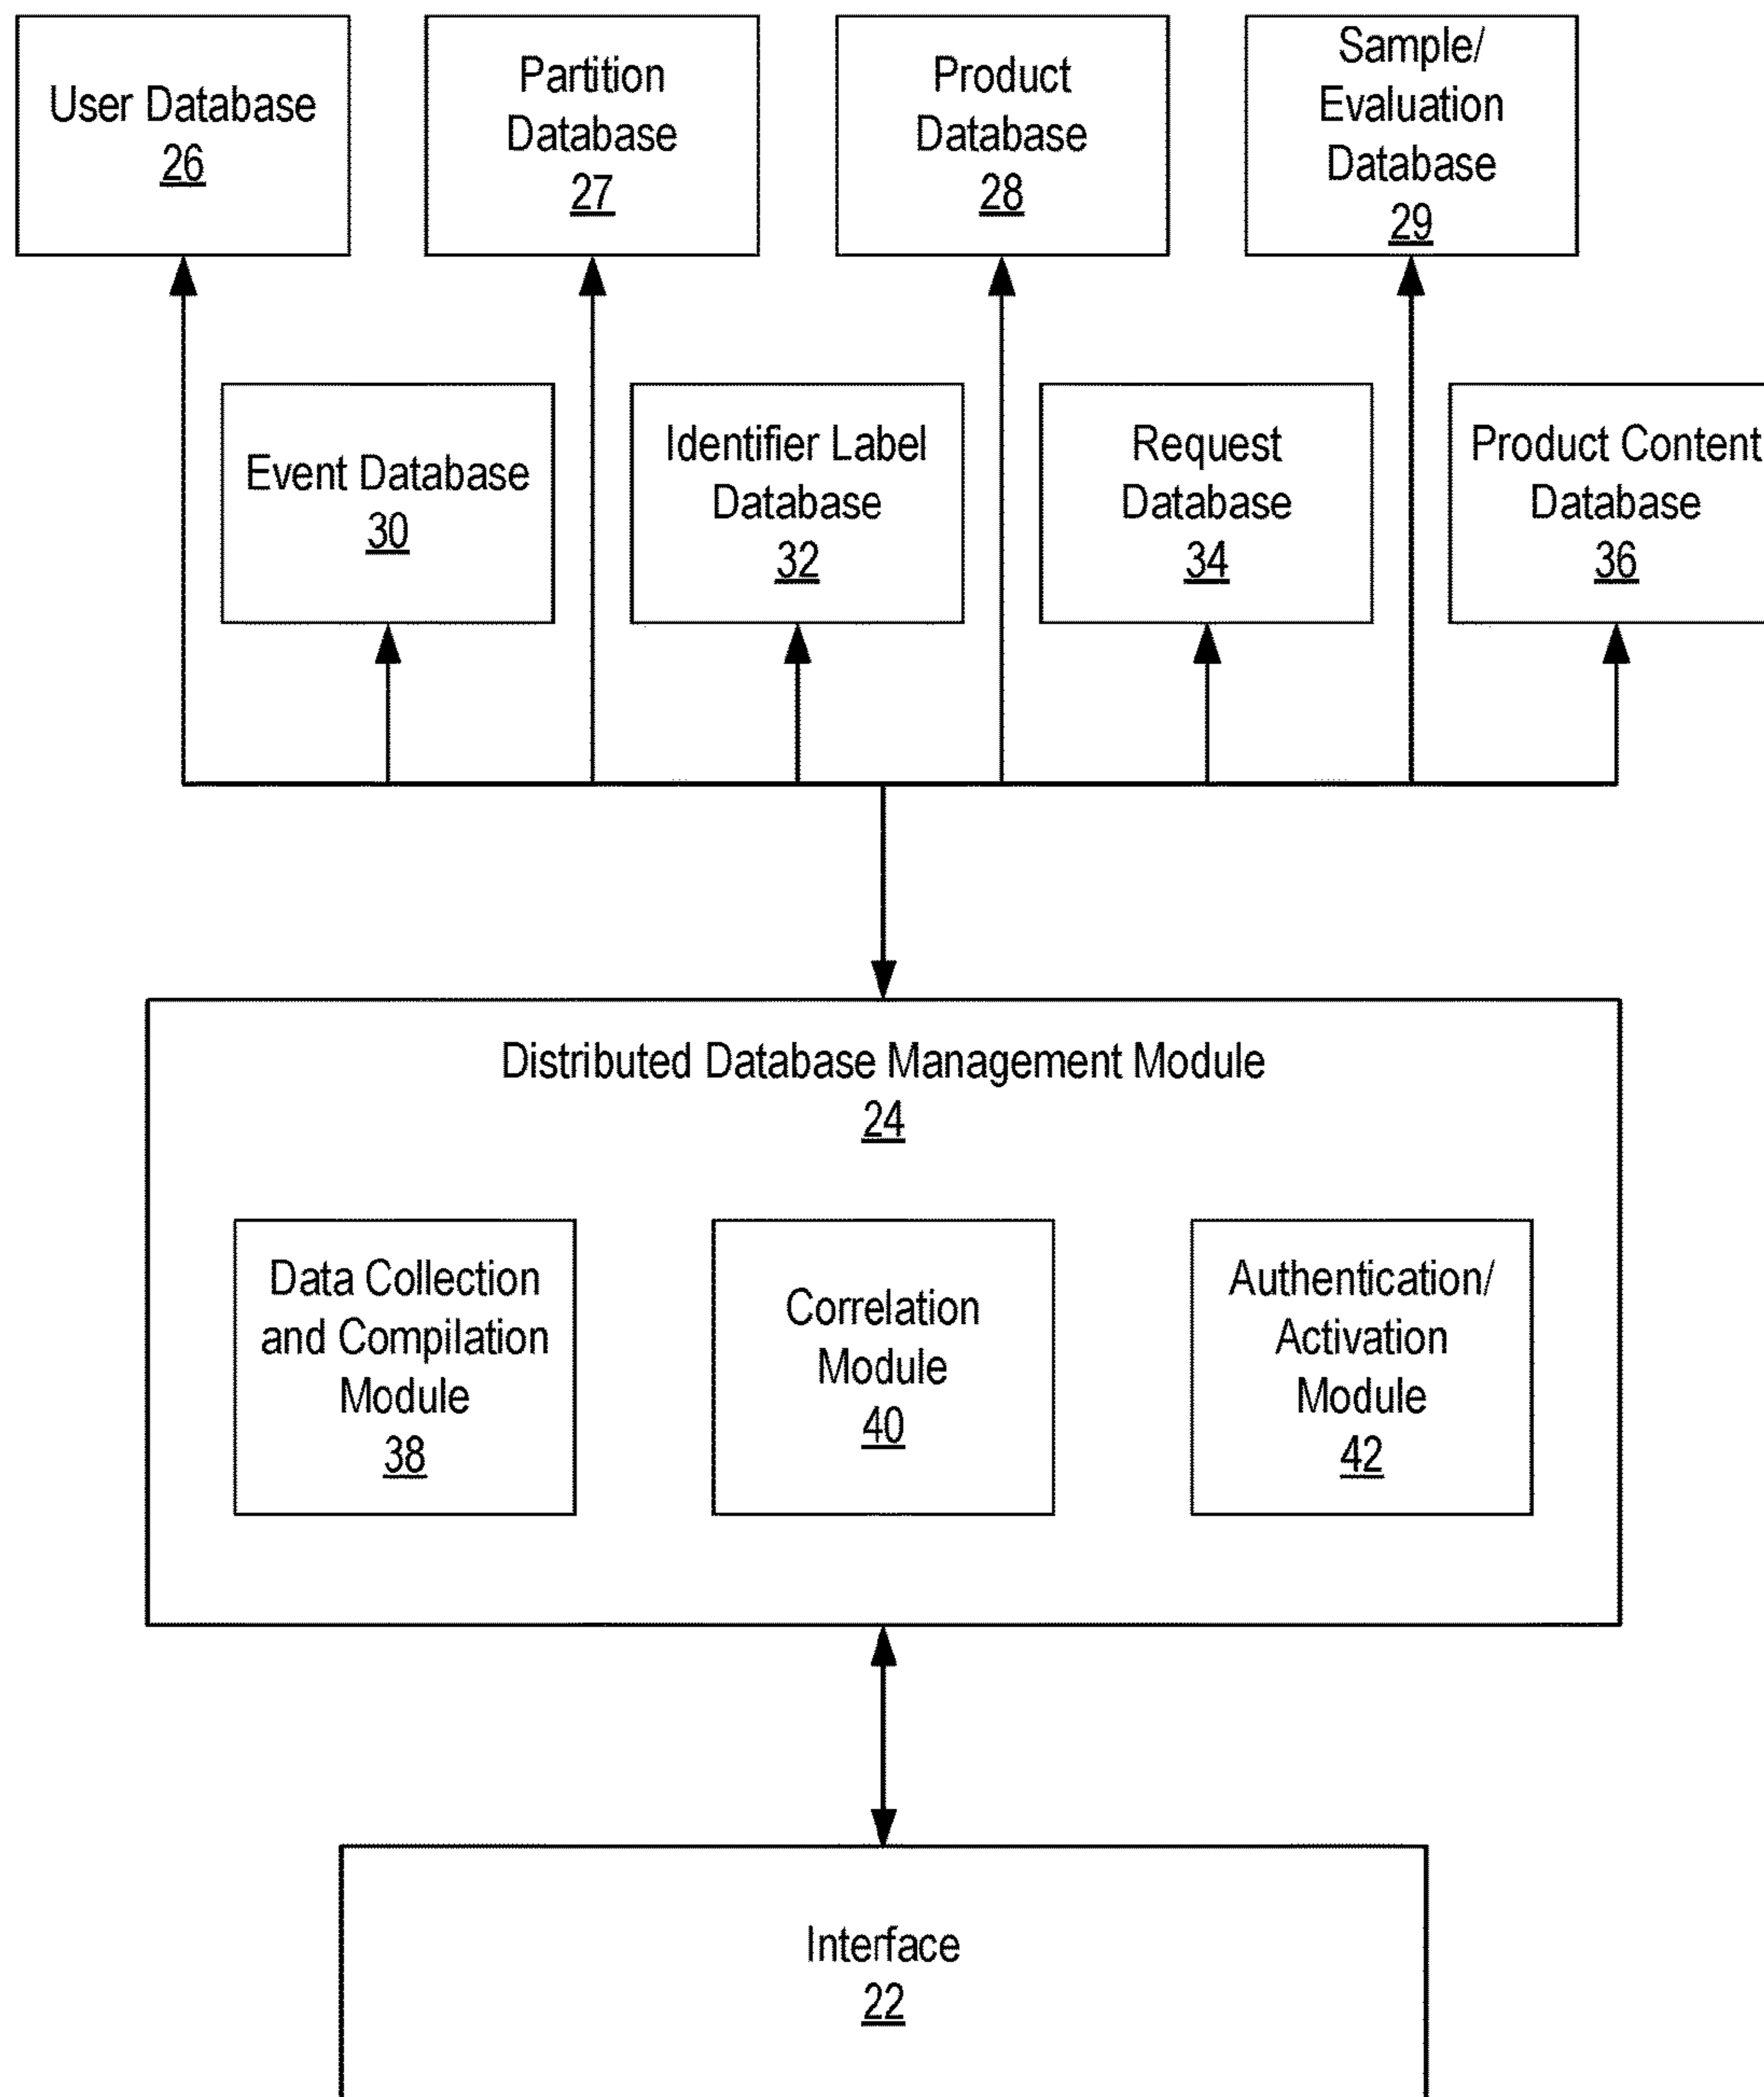 User Database
26
Partition
Database
27
Product
Database
28
Sample/
Evaluation
Database
29
Event Database
30
Identifier Label
Database
32
Request
Database
34
Product Content
Database
36
Distributed Database Management Module
24
Data Collection
and Compilation
Module
38
Correlation
Module
40
Authentication/
Activation
Module
42
Interface
22